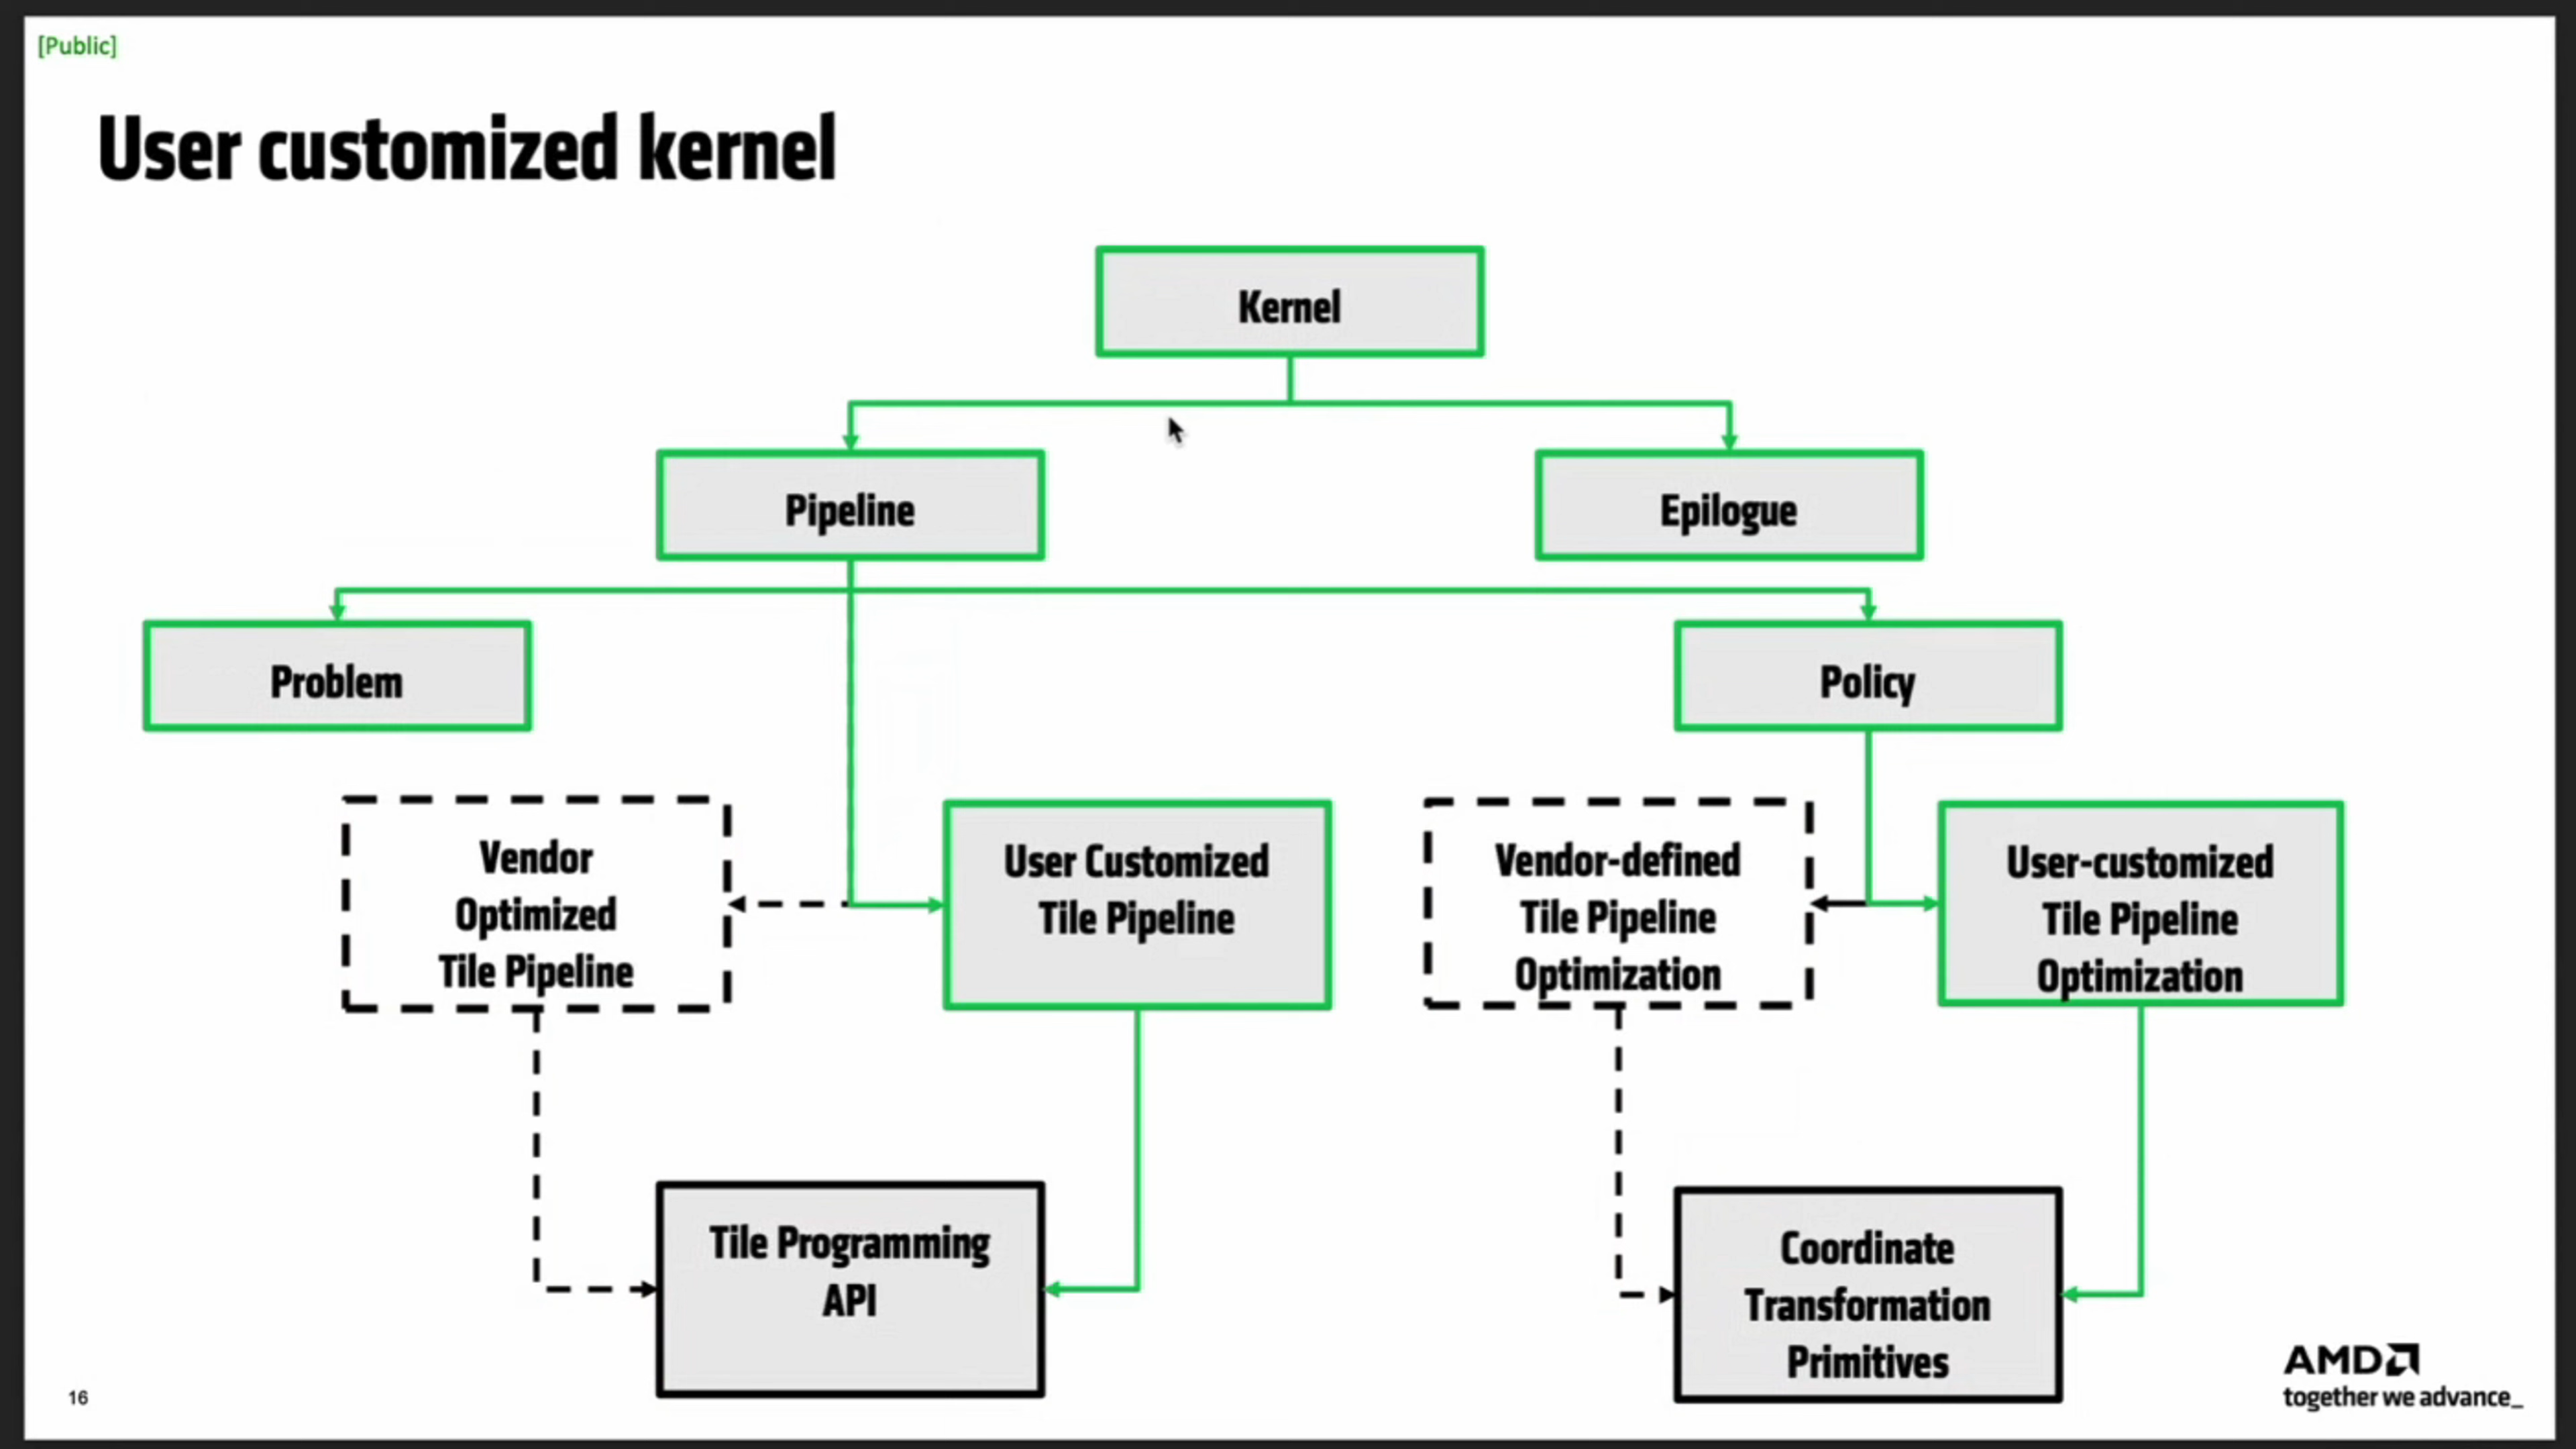 [Public]
User customized kernel
Kernel
Pipeline
Epilogue
Problem
Policy
Vendor
Optimized
Tile Pipeline
User Customized
Tile Pipeline
Vendor-defined
Tile Pipeline
Optimization
User-customized
Tile Pipeline
Optimization
Tile Programming
API
Coordinate
Transformation
Primitives
16
AMD
together we advance_